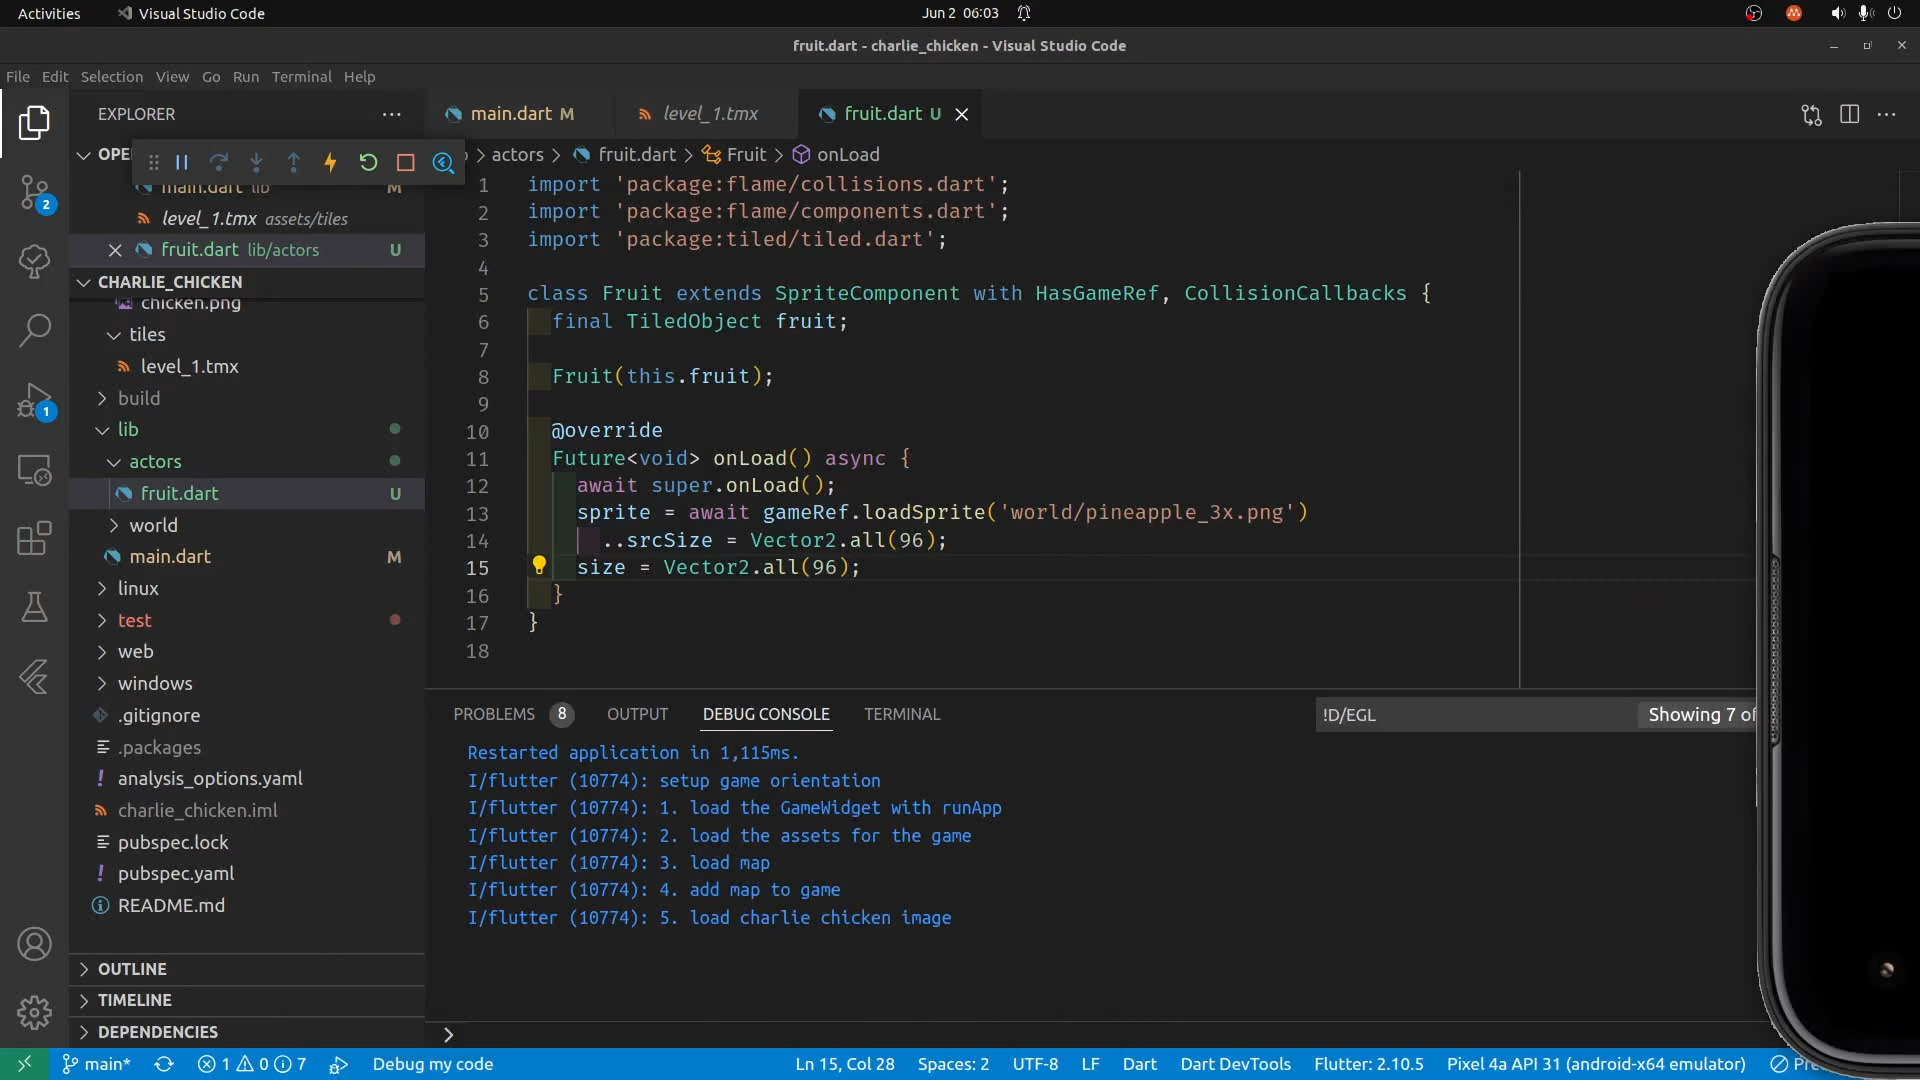 Activities Visual Studio Code Jun 2 06:03
fruit.dart - charlie_chicken - Visual Studio Code
File Edit Selection View Go Run Terminal Help
EXPLORER
main.dart M level_1.tmx fruit.dart U
OPE
actors > fruit.dart > Fruit > onLoad
main.dart lib M
level_1.tmx assets/tiles
fruit.dart lib/actors U
CHARLIE_CHICKEN
chicken.png
tiles
level_1.tmx
build
lib
actors
fruit.dart U
world
main.dart M
linux
test
web
windows
.gitignore
.packages
analysis_options.yaml
charlie_chicken.iml
pubspec.lock
pubspec.yaml
README.md
OUTLINE
TIMELINE
DEPENDENCIES
2
1
1 import 'package:flame/collisions.dart';
2 import 'package:flame/components.dart';
3 import 'package:tiled/tiled.dart';
4
5 class Fruit extends SpriteComponent with HasGameRef, CollisionCallbacks {
6 final TiledObject fruit;
7
8 Fruit(this.fruit);
9
10 @override
11 Future<void> onLoad() async {
12 await super.onLoad();
13 sprite = await gameRef.loadSprite('world/pineapple_3x.png')
14 ..srcSize = Vector2.all(96);
15 size = Vector2.all(96);
16 }
17 }
18
PROBLEMS 8 OUTPUT DEBUG CONSOLE TERMINAL !D/EGL Showing 7 of
Restarted application in 1,115ms.
I/flutter (10774): setup game orientation
I/flutter (10774): 1. load the GameWidget with runApp
I/flutter (10774): 2. load the assets for the game
I/flutter (10774): 3. load map
I/flutter (10774): 4. add map to game
I/flutter (10774): 5. load charlie chicken image
main* 1 0 7 Debug my code Ln 15, Col 28 Spaces: 2 UTF-8 LF Dart Dart DevTools Flutter: 2.10.5 Pixel 4a API 31 (android-x64 emulator)